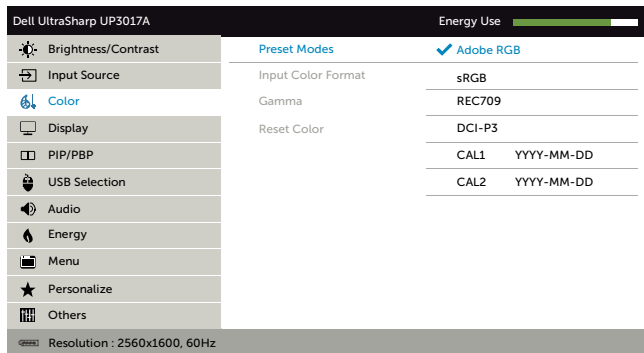 Dell UltraSharp UP3017A Energy Use
Brightness/Contrast Preset Modes Adobe RGB
Input Source Input Color Format sRGB
Color Gamma REC709
Display Reset Color DCI-P3
PIP/PBP CAL1 YYYY-MM-DD
USB Selection CAL2 YYYY-MM-DD
Audio
Energy
Menu
Personalize
Others
Resolution : 2560x1600, 60Hz